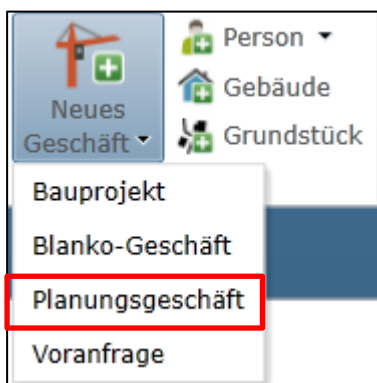 Neues
Geschäft
Person
Gebäude
Grundstück
Bauprojekt
Blanko-Geschäft
Planungsgeschäft
Voranfrage